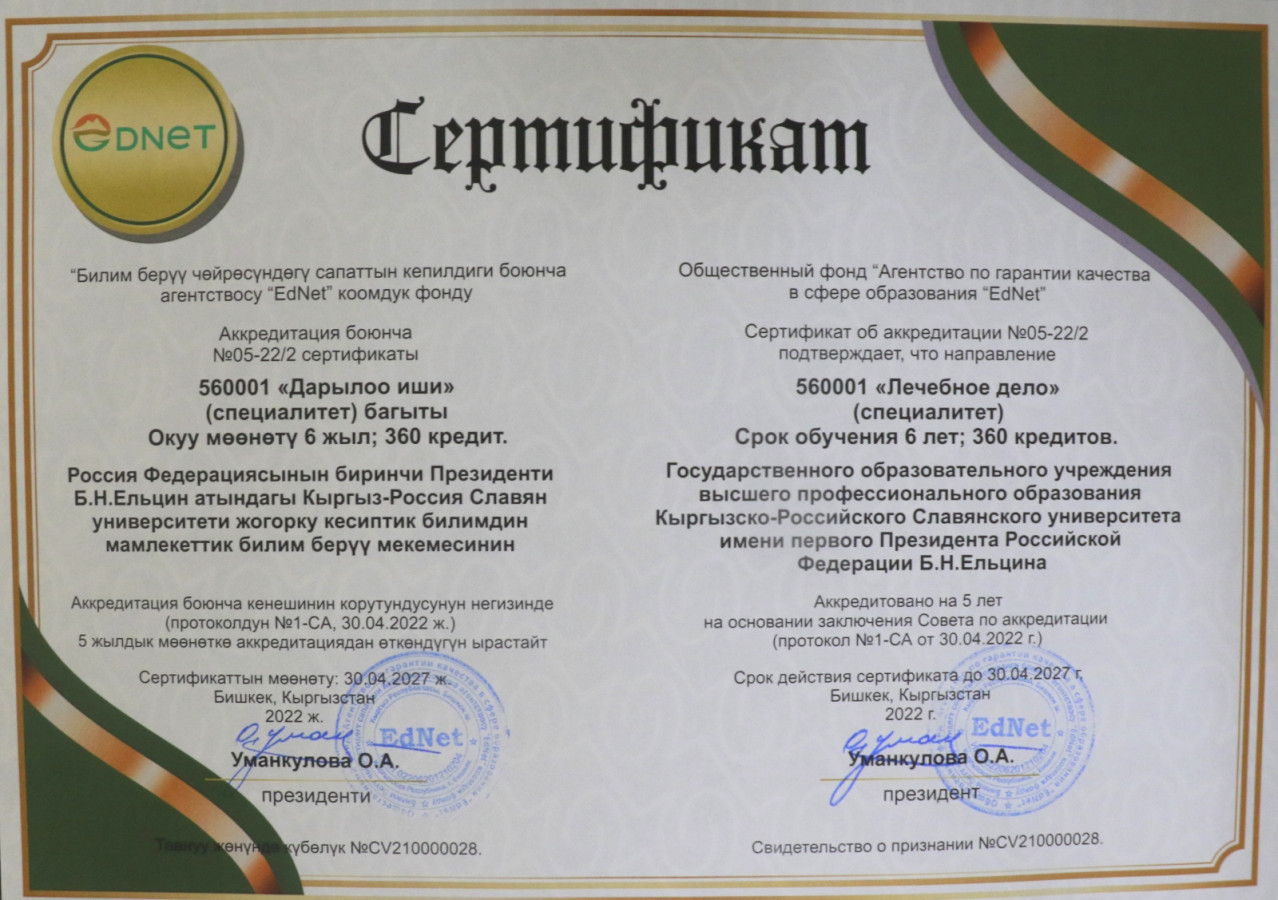 EDNET
Сертификат
“Билим берүү чөйрөсүндөгү сапаттын кепилдиги боюнча
агентствосу “EdNet” коомдук фонду
Аккредитация боюнча
№05-22/2 сертификаты
560001 «Дарылоо иши»
(специалитет) багыты
Окуу мөөнөтү 6 жыл; 360 кредит.
Россия Федерациясынын биринчи Президенти
Б.Н.Ельцин атындагы Кыргыз-Россия Славян
университети жогорку кесиптик билимдин
мамлекеттик билим берүү мекемесинин
Аккредитация боюнча кенешинин корутундусунун негизинде
(протоколдун №1-СА, 30.04.2022 ж.)
5 жылдык мөөнөткө аккредитациядан өткөндүгүн ырастайт
Сертификаттын мөөнөтү: 30.04.2027 ж.
Бишкек, Кыргызстан
2022 ж.
EdNet
Уманкулова О.А.
президенти
Таануу жөнүндө күбөлүк №CV210000028.
Общественный фонд “Агентство по гарантии качества
в сфере образования “EdNet”
Сертификат об аккредитации №05-22/2
подтверждает, что направление
560001 «Лечебное дело»
(специалитет)
Срок обучения 6 лет; 360 кредитов.
Государственного образовательного учреждения
высшего профессионального образования
Кыргызско-Российского Славянского университета
имени первого Президента Российской
Федерации Б.Н.Ельцина
Аккредитовано на 5 лет
на основании заключения Совета по аккредитации
(протокол №1-СА от 30.04.2022 г.)
Срок действия сертификата до 30.04.2027 г.
Бишкек, Кыргызстан
2022 г.
EdNet
Уманкулова О.А.
президент
Свидетельство о признании №CV210000028.